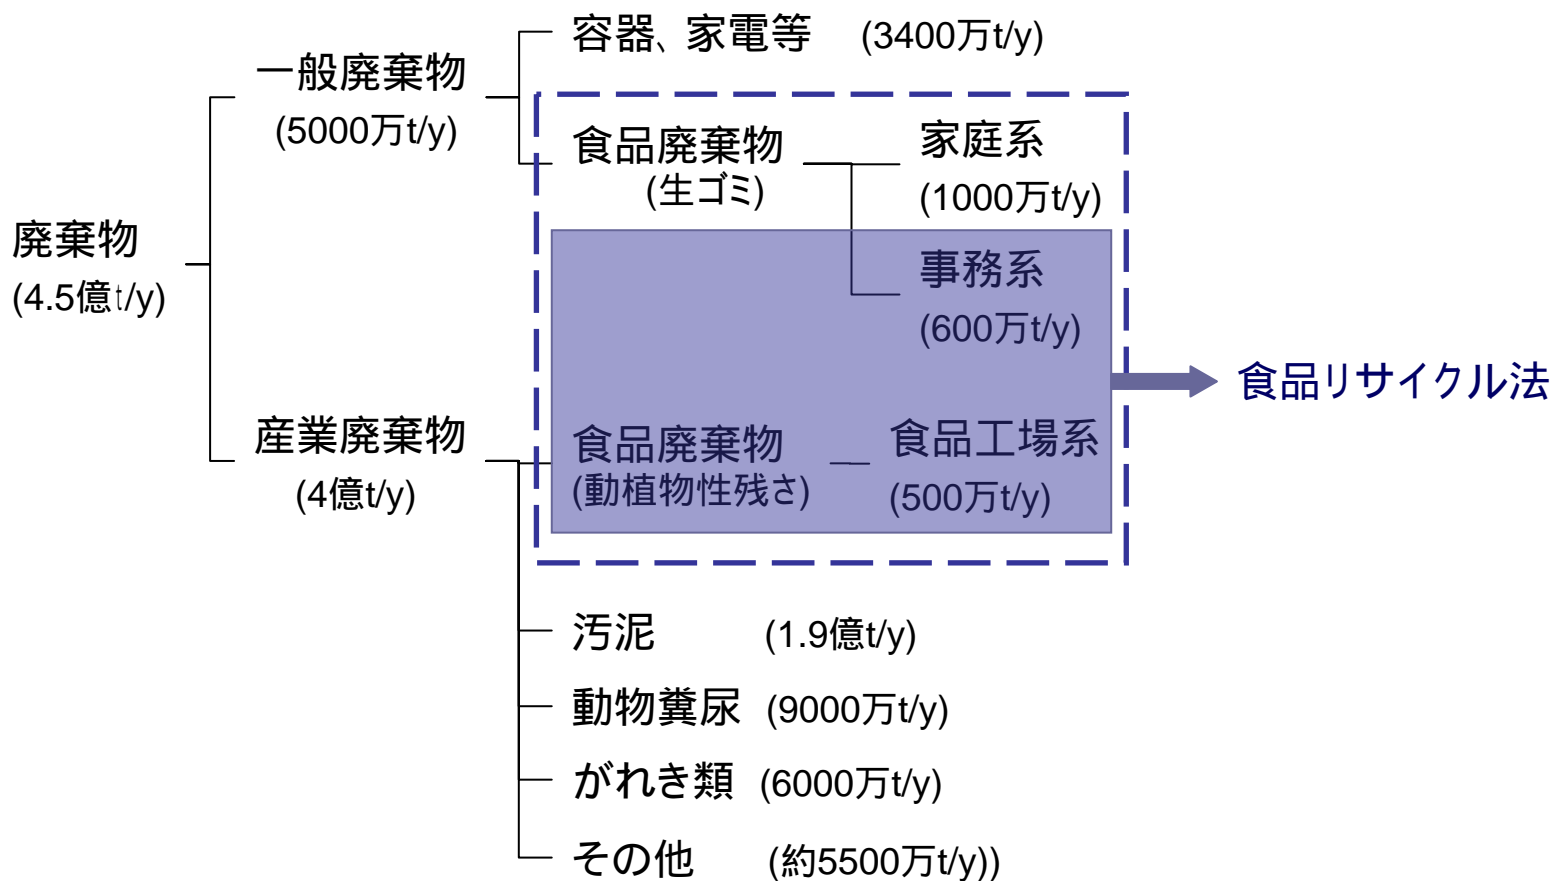 容器、家電等 (3400万t/y)
一般廃棄物
(5000万t/y)
食品廃棄物
(生ゴミ)
家庭系
(1000万t/y)
廃棄物
(4.5億t/y)
事務系
(600万t/y)
食品リサイクル法
産業廃棄物
(4億t/y)
食品廃棄物
(動植物性残さ)
食品工場系
(500万t/y)
汚泥 (1.9億t/y)
動物糞尿 (9000万t/y)
がれき類 (6000万t/y)
その他 (約5500万t/y))